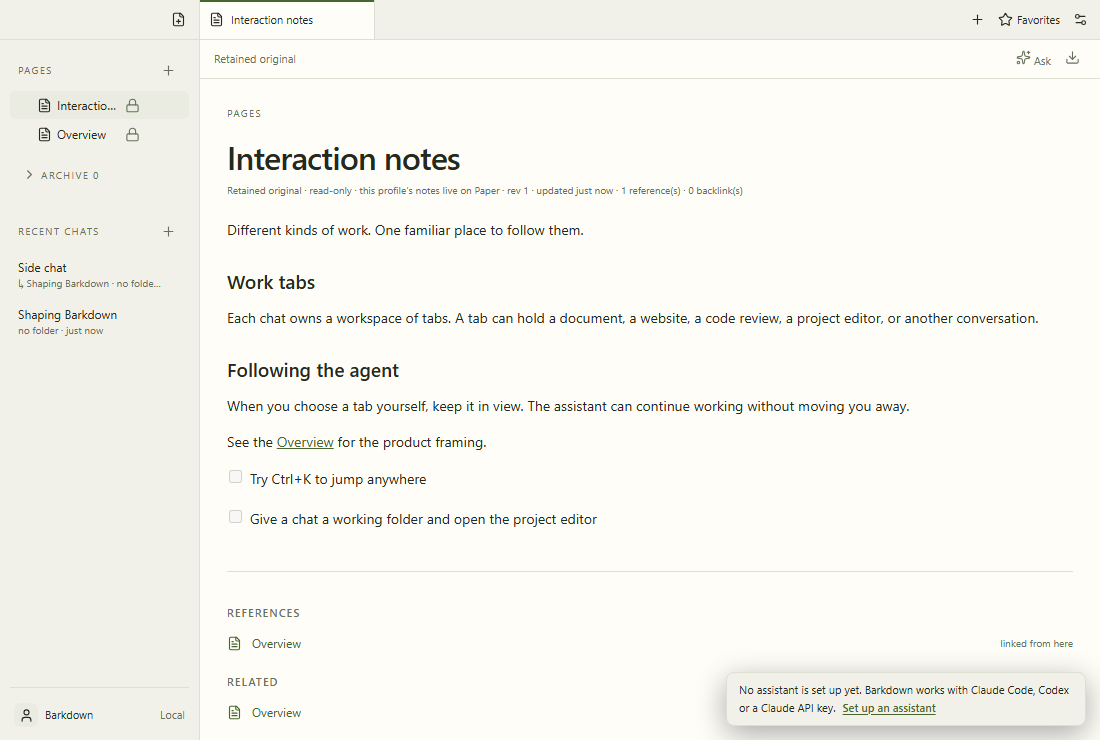 Interaction notes
Favorites
PAGES
Interactio...
Overview
ARCHIVE 0
RECENT CHATS
Side chat
↳ Shaping Barkdown · no folde...
Shaping Barkdown
no folder · just now
Barkdown
Local
Retained original
Ask
PAGES
Interaction notes
Retained original · read-only · this profile's notes live on Paper · rev 1 · updated just now · 1 reference(s) · 0 backlink(s)
Different kinds of work. One familiar place to follow them.
Work tabs
Each chat owns a workspace of tabs. A tab can hold a document, a website, a code review, a project editor, or another conversation.
Following the agent
When you choose a tab yourself, keep it in view. The assistant can continue working without moving you away.
See the Overview for the product framing.
Try Ctrl+K to jump anywhere
Give a chat a working folder and open the project editor
REFERENCES
Overview
linked from here
RELATED
Overview
No assistant is set up yet. Barkdown works with Claude Code, Codex
or a Claude API key. Set up an assistant